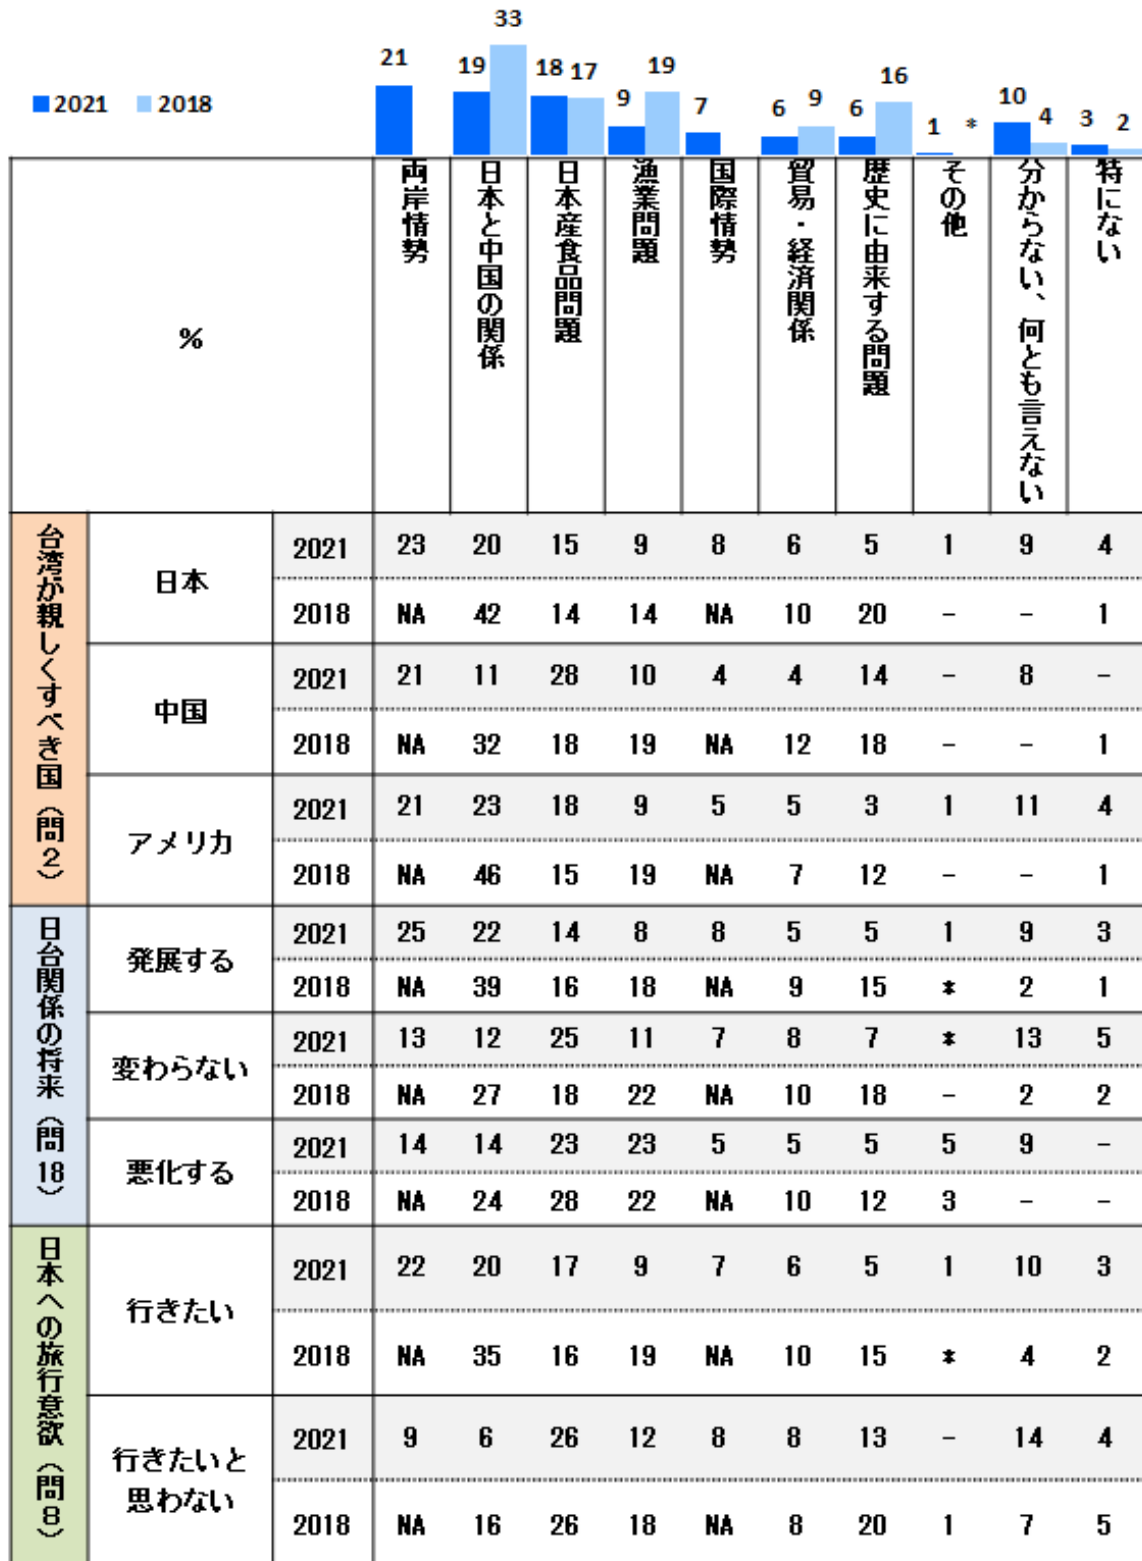 33
21 19 18 17 9 19 7 6 9 6 16 1 * 10 4 3 2
2021 2018
%
両岸情勢
日本と中国の関係
日本産食品問題
漁業問題
国際情勢
貿易・経済関係
歴史に由来する問題
その他
分からない、何とも言えない
特にない
台湾が親しくすべき国(問2)
日本
2021 23 20 15 9 8 6 5 1 9 4
2018 NA 42 14 14 NA 10 20 - - 1
中国
2021 21 11 28 10 4 4 14 - 8 -
2018 NA 32 18 19 NA 12 18 - - 1
アメリカ
2021 21 23 18 9 5 5 3 1 11 4
2018 NA 46 15 19 NA 7 12 - - 1
日台関係の将来(問18)
発展する
2021 25 22 14 8 8 5 5 1 9 3
2018 NA 39 16 18 NA 9 15 * 2 1
変わらない
2021 13 12 25 11 7 8 7 * 13 5
2018 NA 27 18 22 NA 10 18 - 2 2
悪化する
2021 14 14 23 23 5 5 5 5 9 -
2018 NA 24 28 22 NA 10 12 3 - -
日本への旅行意欲(問8)
行きたい
2021 22 20 17 9 7 6 5 1 10 3
2018 NA 35 16 19 NA 10 15 * 4 2
行きたいと
思わない
2021 9 6 26 12 8 8 13 - 14 4
2018 NA 16 26 18 NA 8 20 1 7 5